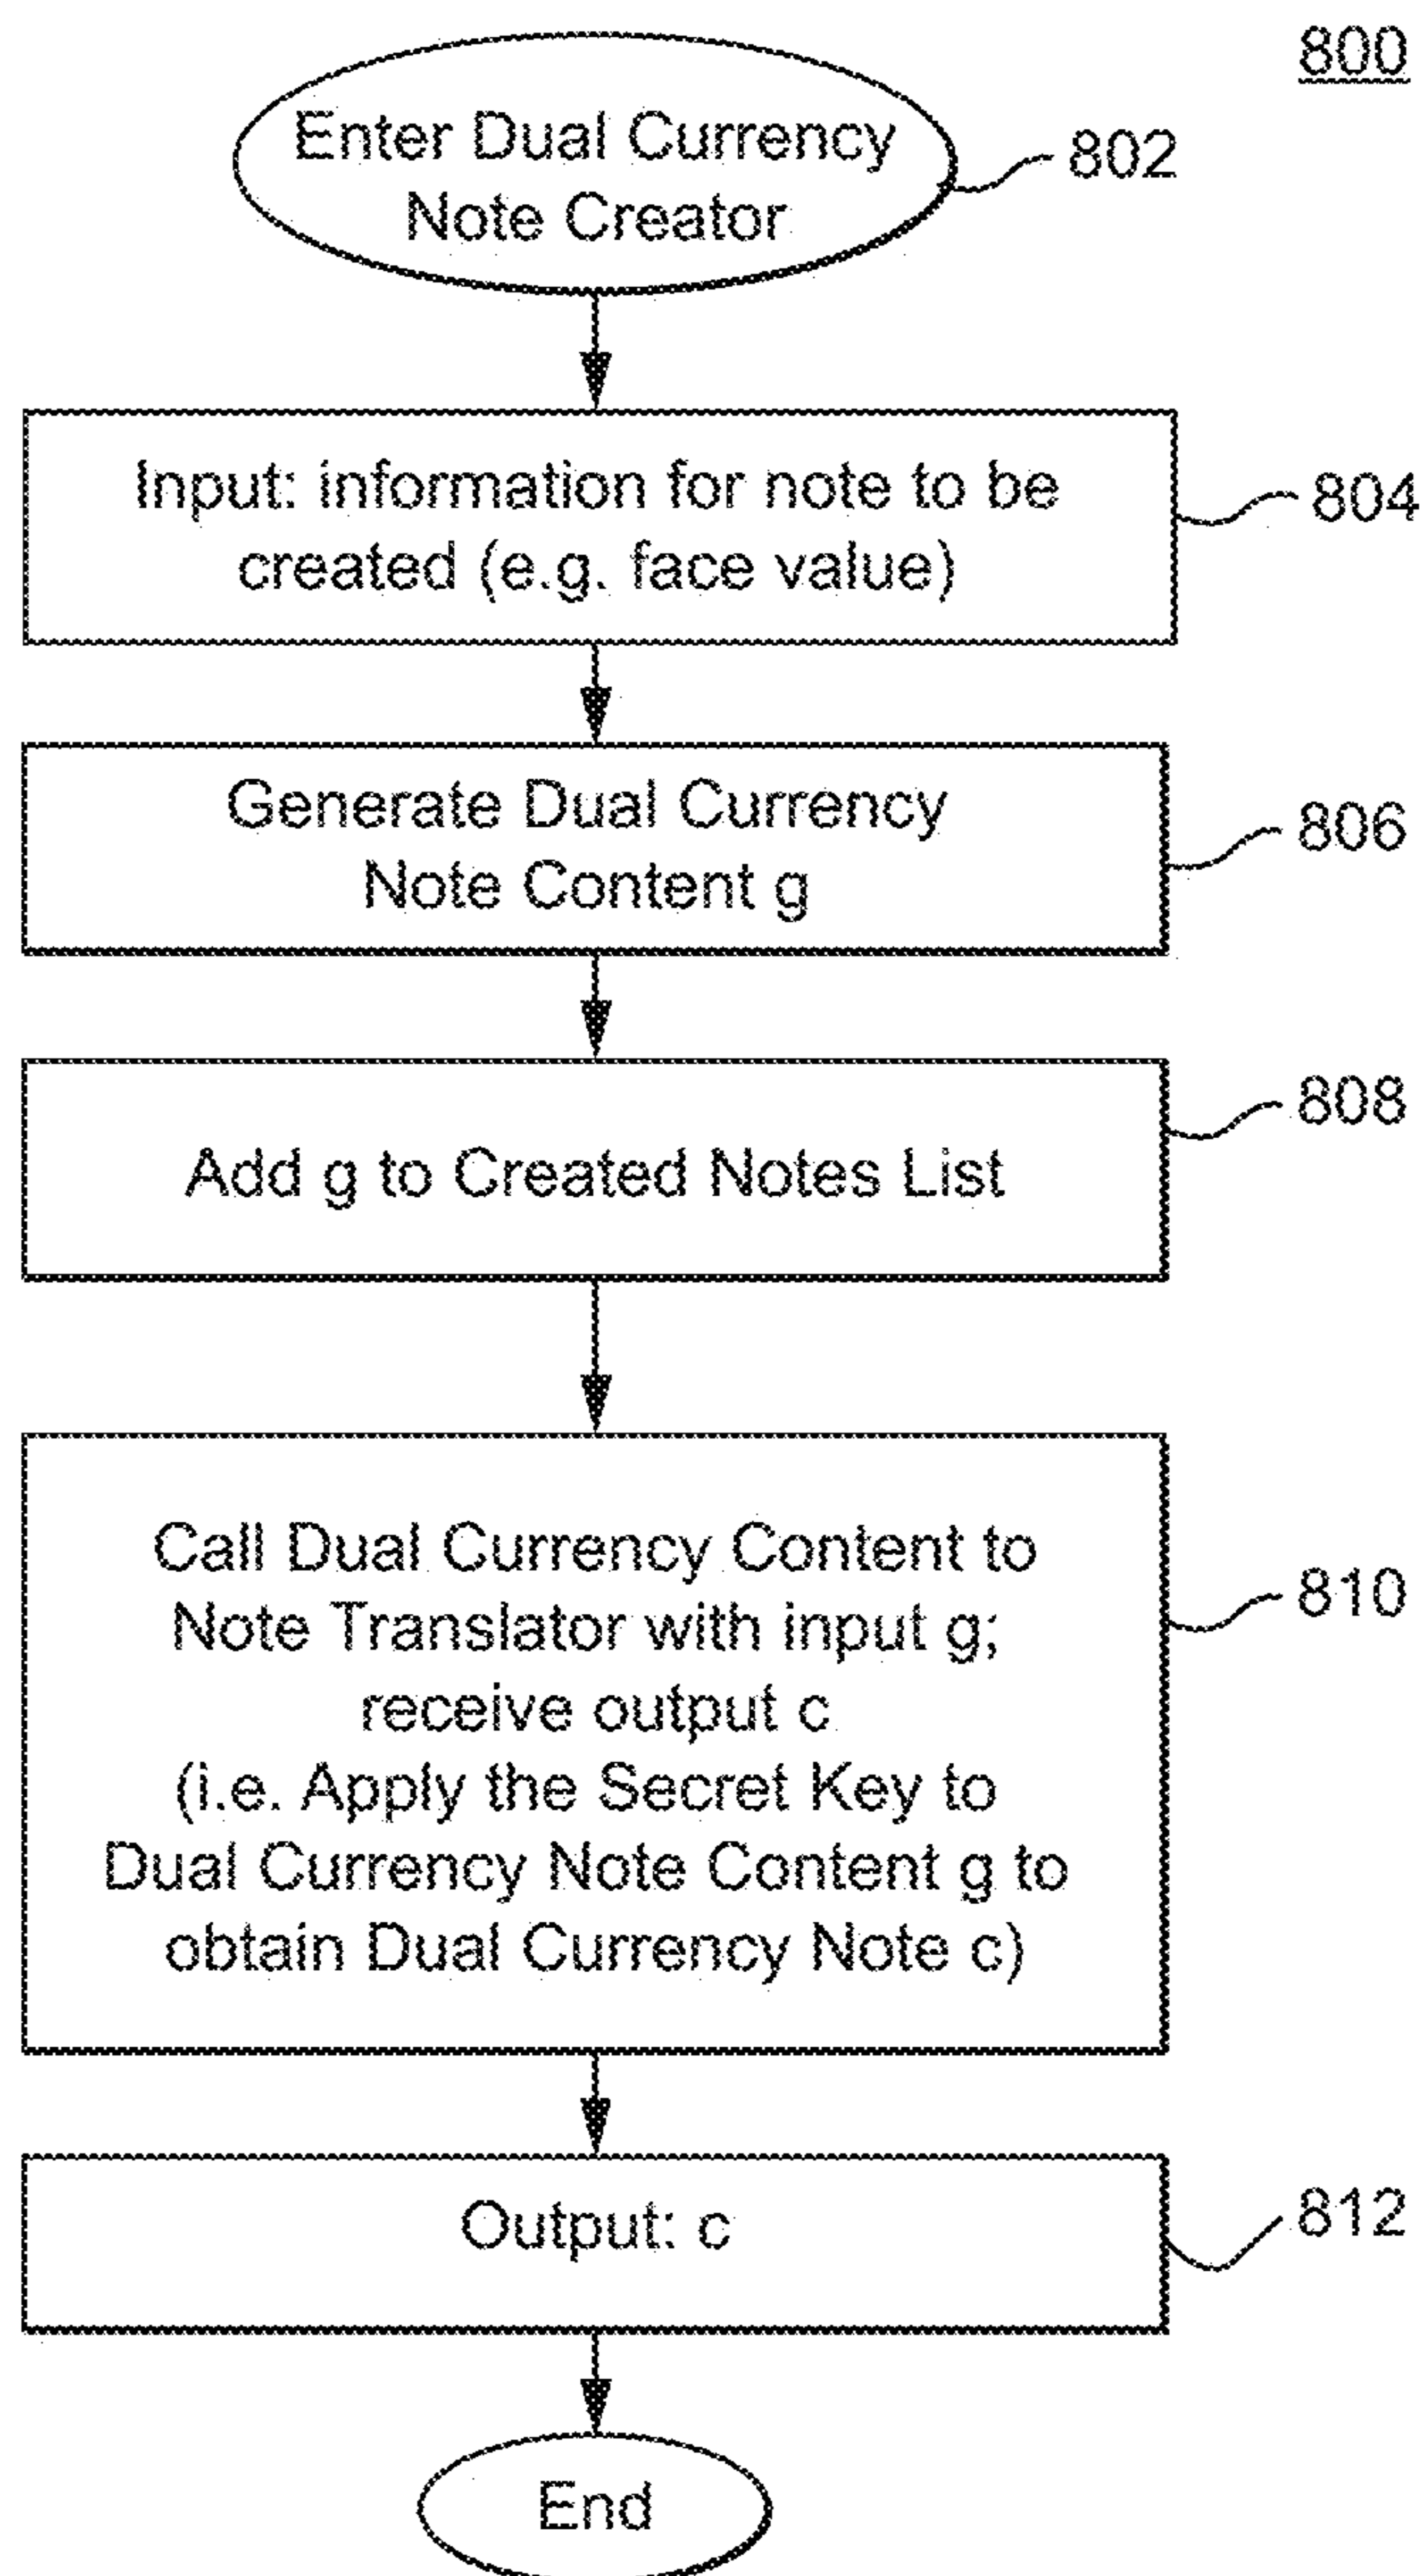 800
Enter Dual Currency
Note Creator
802
Input: information for note to be
created (e.g. face value)
804
Generate Dual Currency
Note Content g
806
Add g to Created Notes List
808
Call Dual Currency Content to
Note Translator with input g;
receive output c
(i.e. Apply the Secret Key to
Dual Currency Note Content g to
obtain Dual Currency Note c)
810
Output: c
812
End